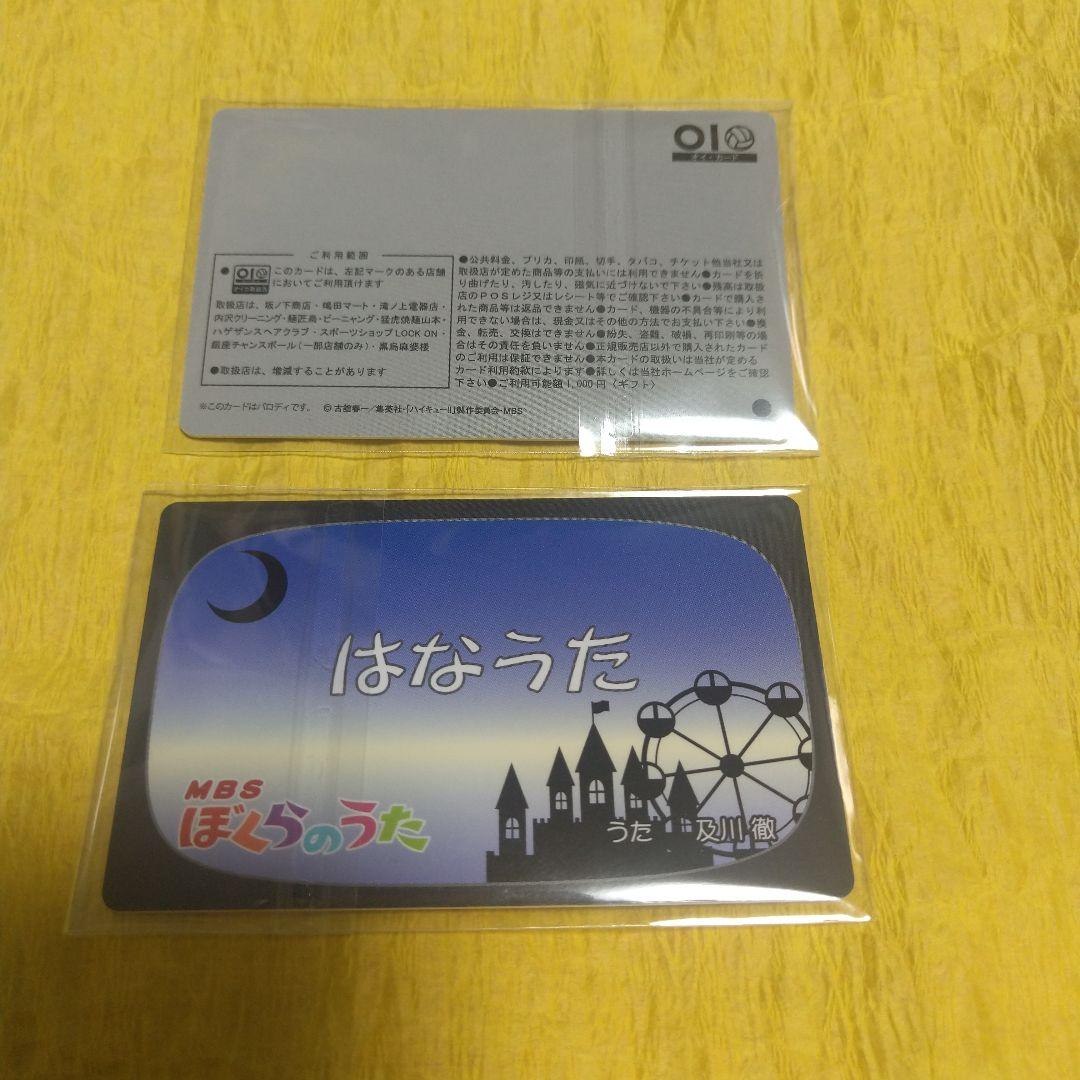 OIO
オイ・カード
ご利用範囲
●
OIO
このカードは、左記マークのある店舗
においてご利用頂けます
取扱店は、坂ノ下商店・嶋田マート・滝ノ上電器店・
内沢クリーニング・麺匠鳥・ビーニャング・猛虎焼麺山本・
ハゲザンスヘアクラブ・スポーツショップLOCK ON・
銀座チャンスボール(一部店舗のみ)・黒烏麻婆楼
●取扱店は、増減することがあります
●公共料金、プリカ、印紙、切手、タバコ、チケット他当社又は
取扱店が定めた商品等の支払いには利用できません●カードを折
り曲げたり、汚したり、磁気に近づけないで下さい●残高は取扱
店のPOSレジ又はレシート等でご確認下さい●カードで購入さ
れた商品等は返品できません●カード、機器の不具合等により利
用できない場合は、現金又はその他の方法でお支払い下さい●換
金、転売、交換はできません●紛失、盗難、破損、再印刷等の場
合はその責任を負いません●正規販売店以外で購入されたカード
のご利用は保証できません●本カードの取扱いは当社が定める
カード利用約款によります●詳しくは当社ホームページをご確認
下さい●ご利用可能額1,000円〈ギフト〉
※このカードはパロディです。 ©古舘春一/集英社・「ハイキュー!!」製作委員会・MBS
はなうた
MBS
ぼくらのうた
うた 及川 徹